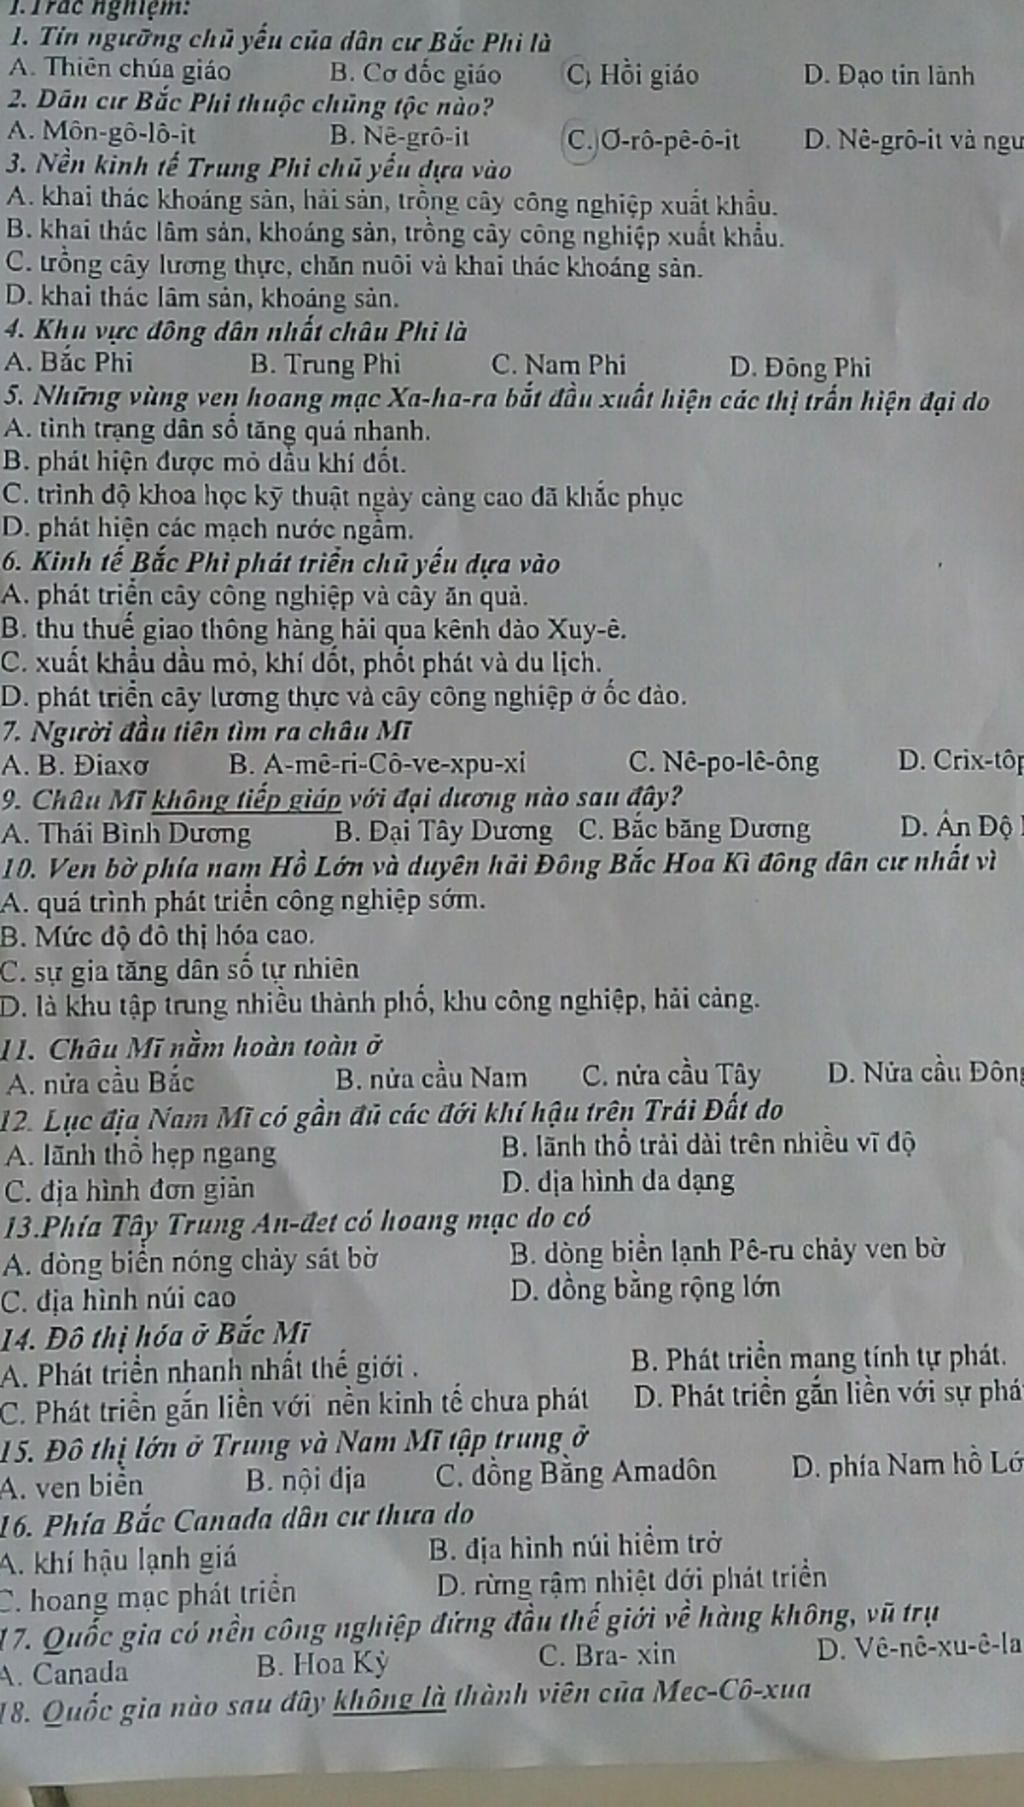 I. Trắc nghiệm:
1. Tín ngưỡng chủ yếu của dân cư Bắc Phi là
A. Thiên chúa giáo B. Cơ đốc giáo C. Hồi giáo D. Đạo tin lành
2. Dân cư Bắc Phi thuộc chủng tộc nào?
A. Môn-gô-lô-it B. Nê-grô-it C. Ơ-rô-pê-ô-it D. Nê-grô-it và ngư
3. Nền kinh tế Trung Phi chủ yếu dựa vào
A. khai thác khoáng sản, hải sản, trồng cây công nghiệp xuất khẩu.
B. khai thác lâm sản, khoáng sản, trồng cây công nghiệp xuất khẩu.
C. trồng cây lương thực, chăn nuôi và khai thác khoáng sản.
D. khai thác lâm sản, khoáng sản.
4. Khu vực đông dân nhất châu Phi là
A. Bắc Phi B. Trung Phi C. Nam Phi D. Đông Phi
5. Những vùng ven hoang mạc Xa-ha-ra bắt đầu xuất hiện các thị trấn hiện đại do
A. tình trạng dân số tăng quá nhanh.
B. phát hiện được mỏ dầu khí đốt.
C. trình độ khoa học kỹ thuật ngày càng cao đã khắc phục
D. phát hiện các mạch nước ngầm.
6. Kinh tế Bắc Phi phát triển chủ yếu dựa vào
A. phát triển cây công nghiệp và cây ăn quả.
B. thu thuế giao thông hàng hải qua kênh đào Xuy-ê.
C. xuất khẩu dầu mỏ, khí đốt, phốt phát và du lịch.
D. phát triển cây lương thực và cây công nghiệp ở ốc đảo.
7. Người đầu tiên tìm ra châu Mĩ
A. B. Điaxơ B. A-mê-ri-Cô-ve-xpu-xi C. Nê-po-lê-ông D. Crix-tôp
9. Châu Mĩ không tiếp giáp với đại dương nào sau đây?
A. Thái Bình Dương B. Đại Tây Dương C. Bắc băng Dương D. Ấn Độ
10. Ven bờ phía nam Hồ Lớn và duyên hải Đông Bắc Hoa Kì đông dân cư nhất vì
A. quá trình phát triển công nghiệp sớm.
B. Mức độ đô thị hóa cao.
C. sự gia tăng dân số tự nhiên
D. là khu tập trung nhiều thành phố, khu công nghiệp, hải cảng.
11. Châu Mĩ nằm hoàn toàn ở
A. nửa cầu Bắc B. nửa cầu Nam C. nửa cầu Tây D. Nửa cầu Đông
12. Lục địa Nam Mĩ có gần đủ các đới khí hậu trên Trái Đất do
A. lãnh thổ hẹp ngang B. lãnh thổ trải dài trên nhiều vĩ độ
C. địa hình đơn giản D. địa hình đa dạng
13.Phía Tây Trung An-đet có hoang mạc do có
A. dòng biển nóng chảy sát bờ B. dòng biển lạnh Pê-ru chảy ven bờ
C. địa hình núi cao D. đồng bằng rộng lớn
14. Đô thị hóa ở Bắc Mĩ
A. Phát triển nhanh nhất thế giới . B. Phát triển mang tính tự phát.
C. Phát triển gắn liền với nền kinh tế chưa phát D. Phát triển gắn liền với sự phá
15. Đô thị lớn ở Trung và Nam Mĩ tập trung ở
A. ven biển B. nội địa C. đồng Bằng Amadôn D. phía Nam hồ Lớ
16. Phía Bắc Canada dân cư thưa do
A. khí hậu lạnh giá B. địa hình núi hiểm trở
C. hoang mạc phát triển D. rừng rậm nhiệt đới phát triển
17. Quốc gia có nền công nghiệp đứng đầu thế giới về hàng không, vũ trụ
A. Canada B. Hoa Kỳ C. Bra- xin D. Vê-nê-xu-ê-la
18. Quốc gia nào sau đây không là thành viên của Mec-Cô-xua